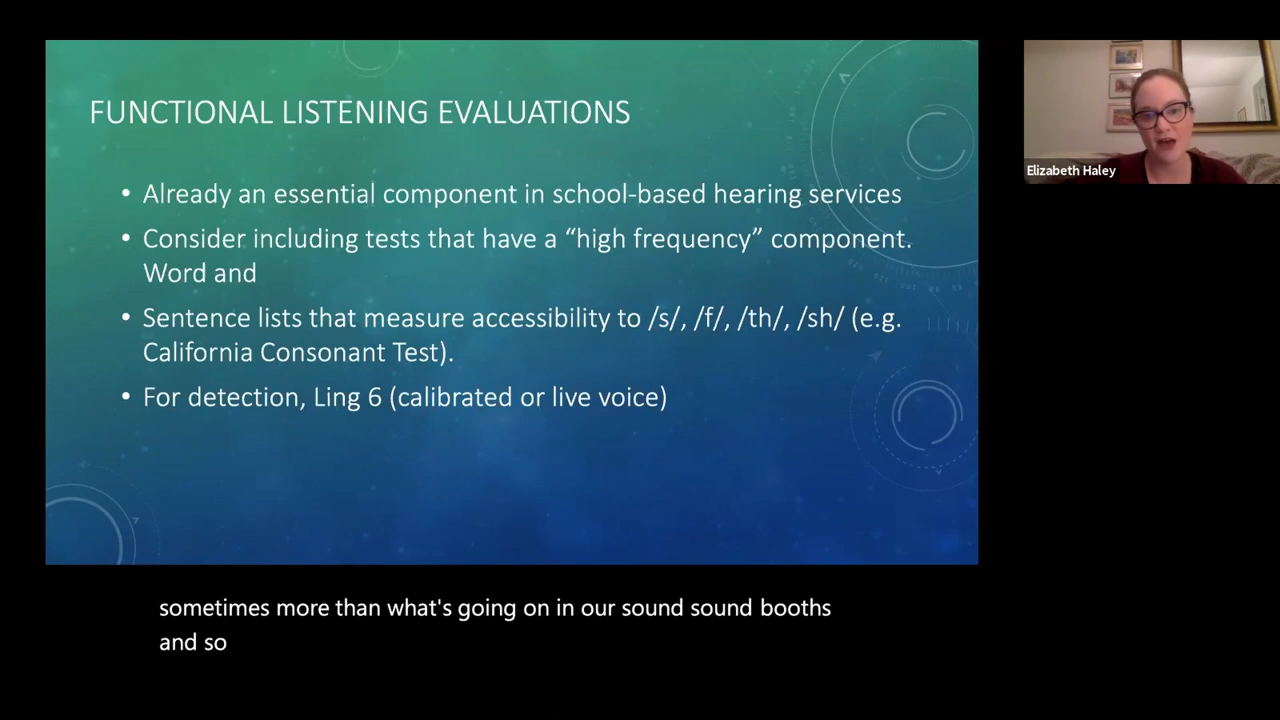 FUNCTIONAL LISTENING EVALUATIONS
• Already an essential component in school-based hearing services
• Consider including tests that have a “high frequency” component.
Word and
• Sentence lists that measure accessibility to /s/, /f/, /th/, /sh/ (e.g.
California Consonant Test).
• For detection, Ling 6 (calibrated or live voice)
Elizabeth Haley
sometimes more than what's going on in our sound sound booths
and so